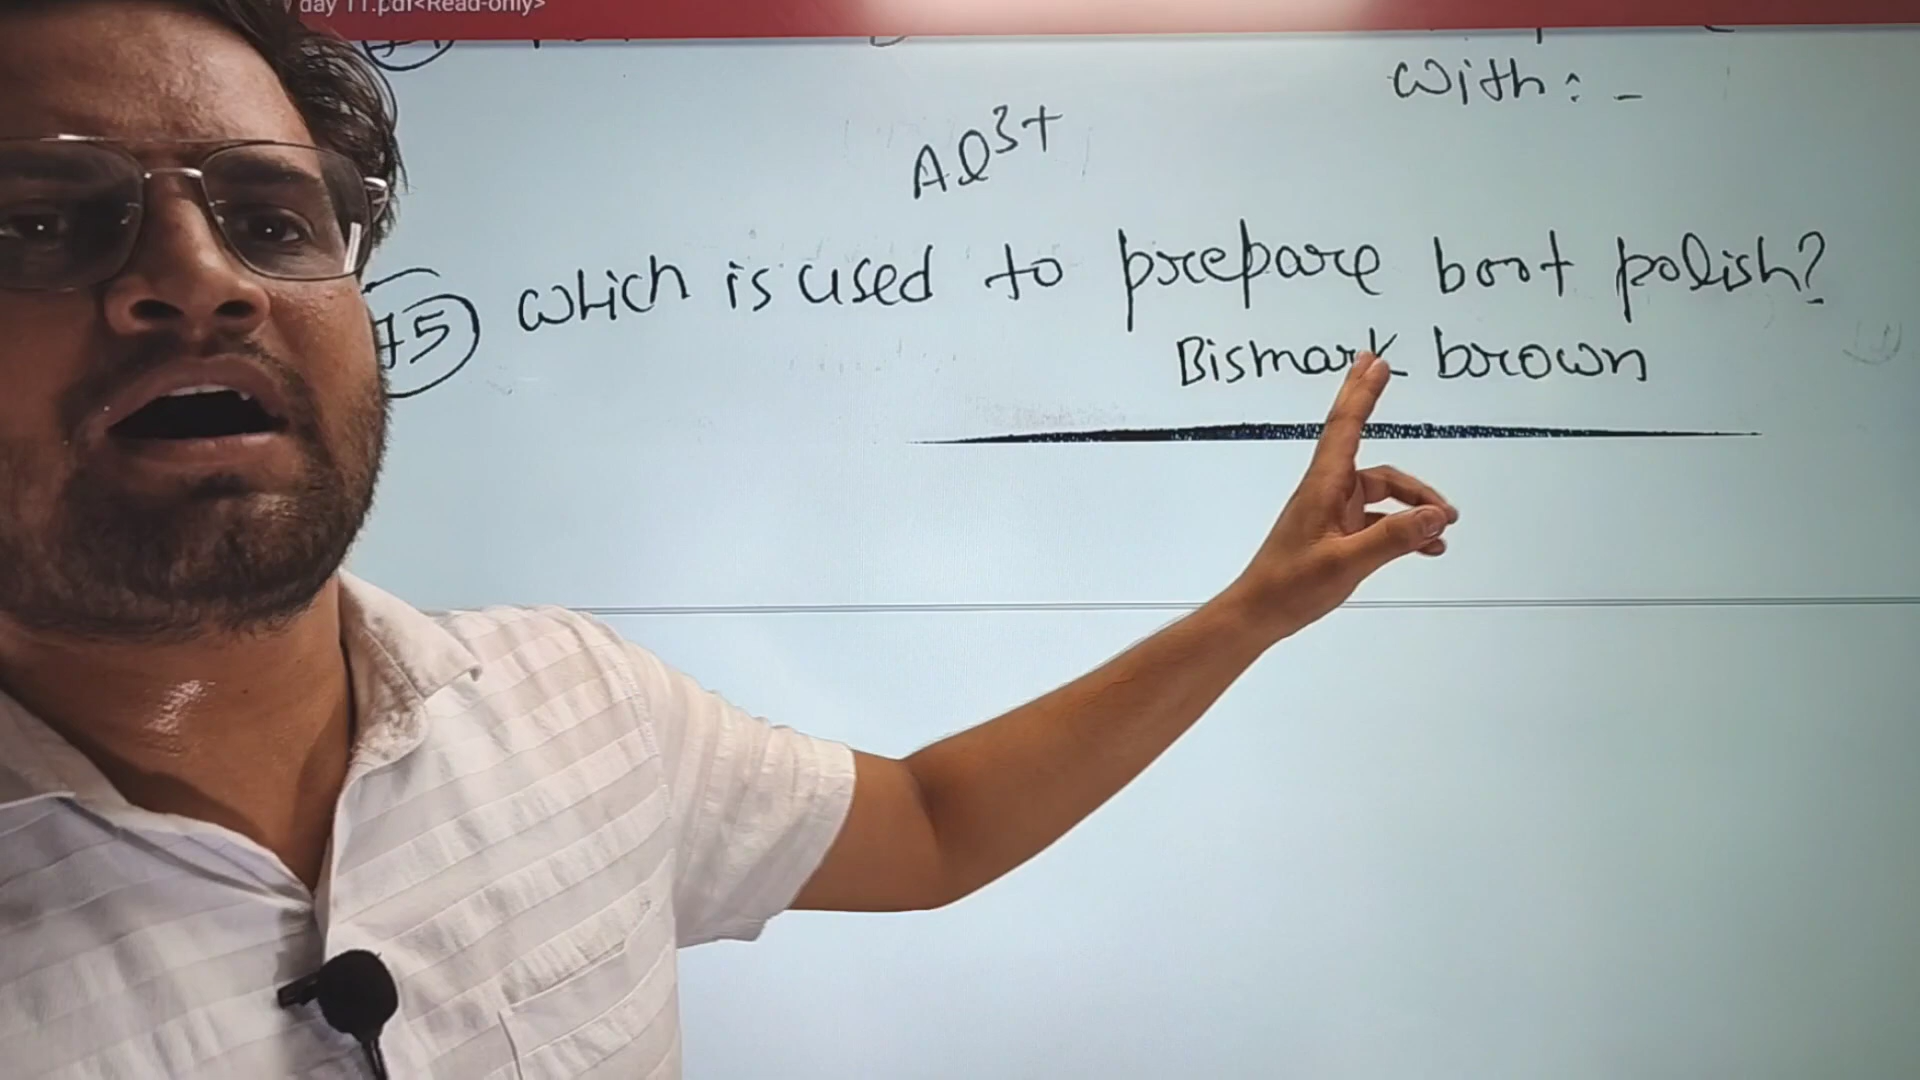 day 11.pdf<Read-only>
with:-
Al3+
75 which is used to prepare boot polish?
Bismark brown